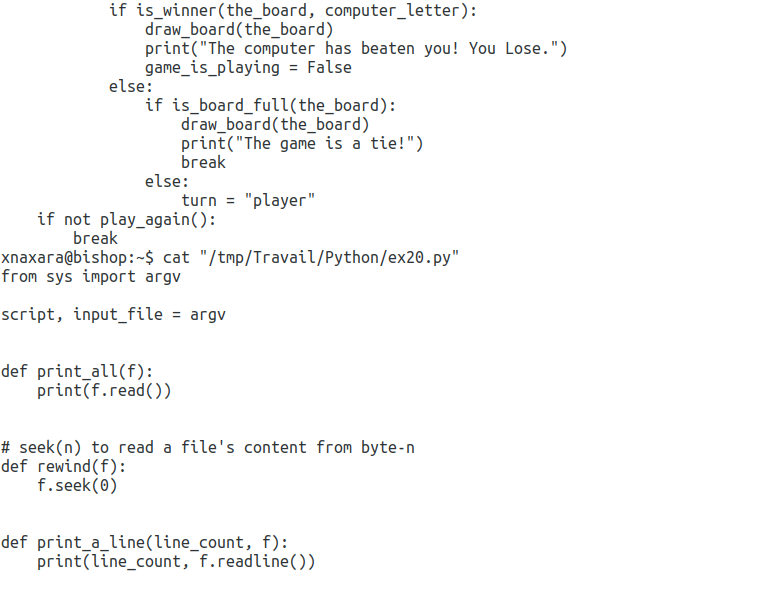 if is_winner(the_board, computer_letter):
                draw_board(the_board)
                print("The computer has beaten you! You Lose.")
                game_is_playing = False
            else:
                if is_board_full(the_board):
                    draw_board(the_board)
                    print("The game is a tie!")
                    break
                else:
                    turn = "player"
    if not play_again():
        break
xnaxara@bishop:~$ cat "/tmp/Travail/Python/ex20.py"
from sys import argv

script, input_file = argv


def print_all(f):
    print(f.read())


# seek(n) to read a file's content from byte-n
def rewind(f):
    f.seek(0)


def print_a_line(line_count, f):
    print(line_count, f.readline())